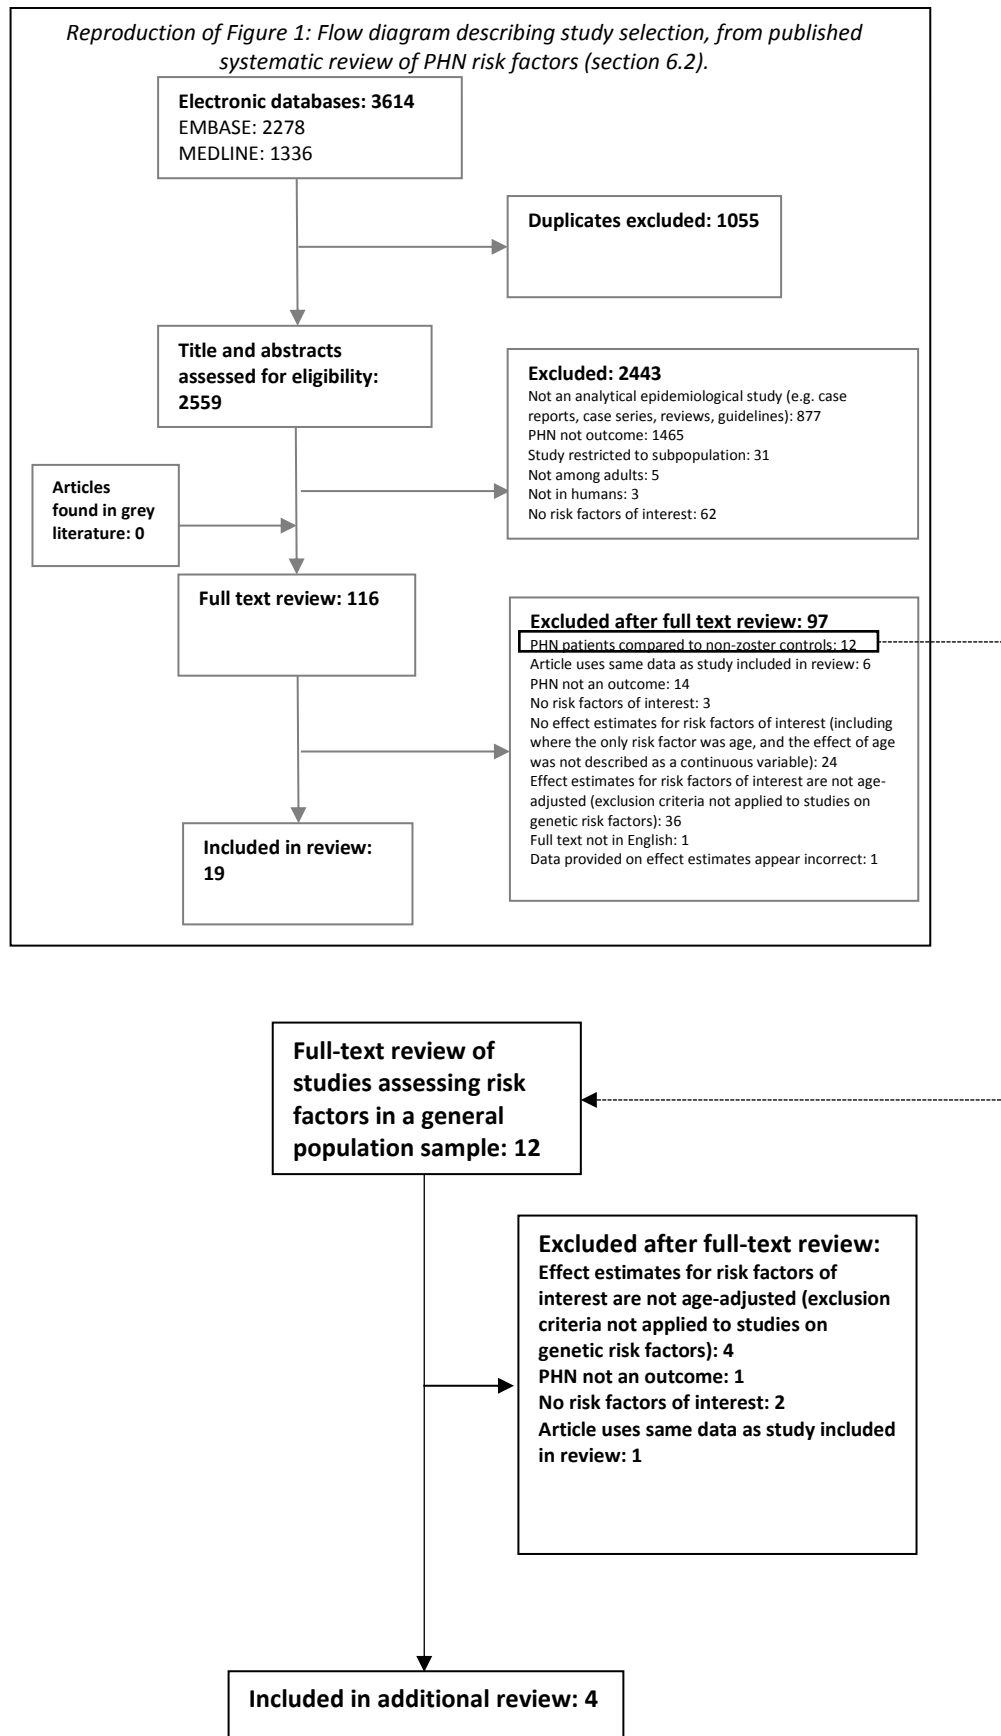 Reproduction of Figure 1: Flow diagram describing study selection, from published
systematic review of PHN risk factors (section 6.2).
Electronic databases: 3614
EMBASE: 2278
MEDLINE: 1336
Duplicates excluded: 1055
Title and abstracts
assessed for eligibility:
2559
Excluded: 2443
Not an analytical epidemiological study (e.g. case
reports, case series, reviews, guidelines): 877
PHN not outcome: 1465
Study restricted to subpopulation: 31
Not among adults: 5
Not in humans: 3
No risk factors of interest: 62
Articles
found in grey
literature: 0
Full text review: 116
Excluded after full text review: 97
PHN patients compared to non-zoster controls: 12
Article uses same data as study included in review: 6
PHN not an outcome: 14
No risk factors of interest: 3
No effect estimates for risk factors of interest (including
where the only risk factor was age, and the effect of age
was not described as a continuous variable): 24
Effect estimates for risk factors of interest are not age-
adjusted (exclusion criteria not applied to studies on
genetic risk factors): 36
Full text not in English: 1
Data provided on effect estimates appear incorrect: 1
Included in review:
19
Full-text review of
studies assessing risk
factors in a general
population sample: 12
Excluded after full-text review:
Effect estimates for risk factors of
interest are not age-adjusted (exclusion
criteria not applied to studies on
genetic risk factors): 4
PHN not an outcome: 1
No risk factors of interest: 2
Article uses same data as study included
in review: 1
Included in additional review: 4